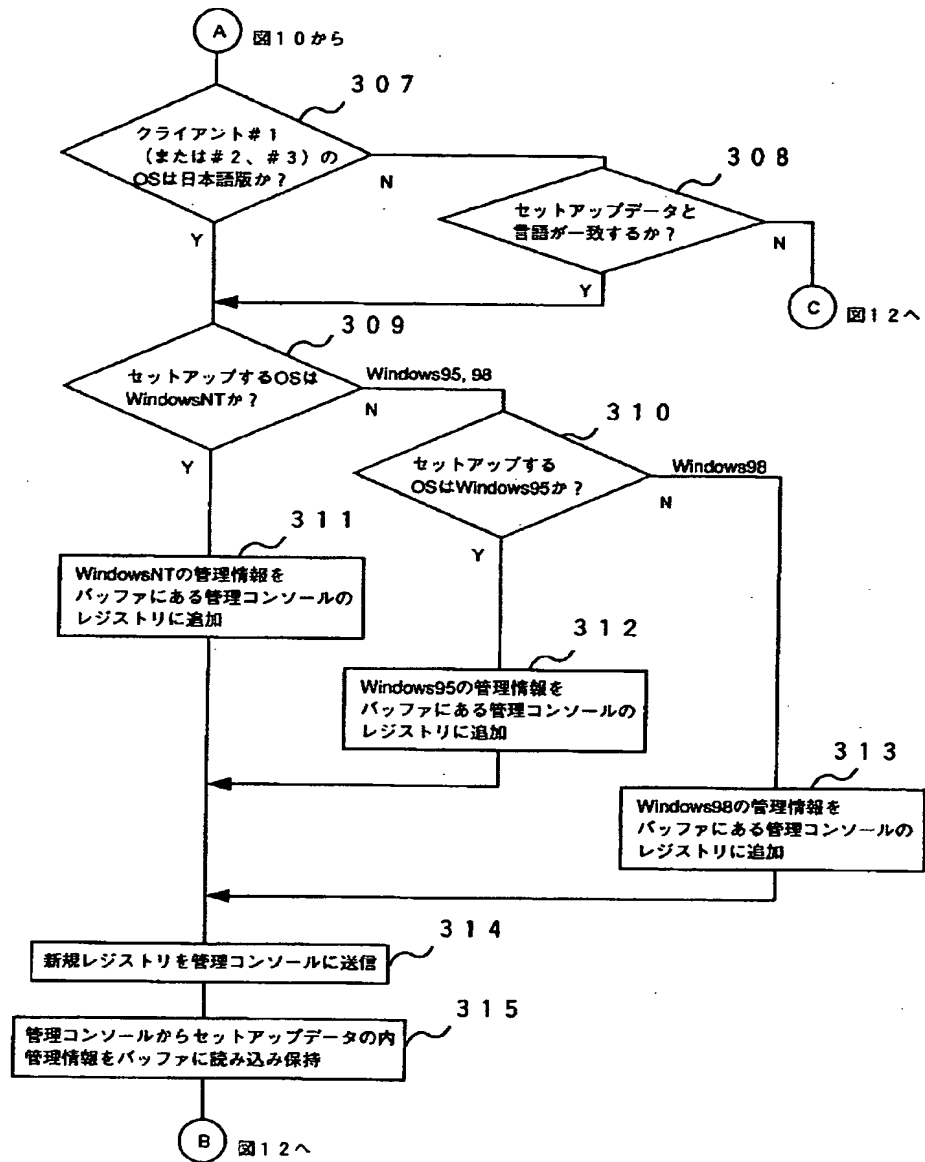 A 図10から
307
クライアント#1
(または#2、#3)の
OSは日本語版か?
N
308
セットアップデータと
言語が一致するか?
N
Y
Y
C 図12へ
309
セットアップするOSは
WindowsNTか?
Windows95, 98
N
310
セットアップする
OSはWindows95か?
Windows98
N
Y
Y
311
WindowsNTの管理情報を
バッファにある管理コンソールの
レジストリに追加
312
Windows95の管理情報を
バッファにある管理コンソールの
レジストリに追加
313
Windows98の管理情報を
バッファにある管理コンソールの
レジストリに追加
314
新規レジストリを管理コンソールに送信
315
管理コンソールからセットアップデータの内
管理情報をバッファに読み込み保持
B 図12へ